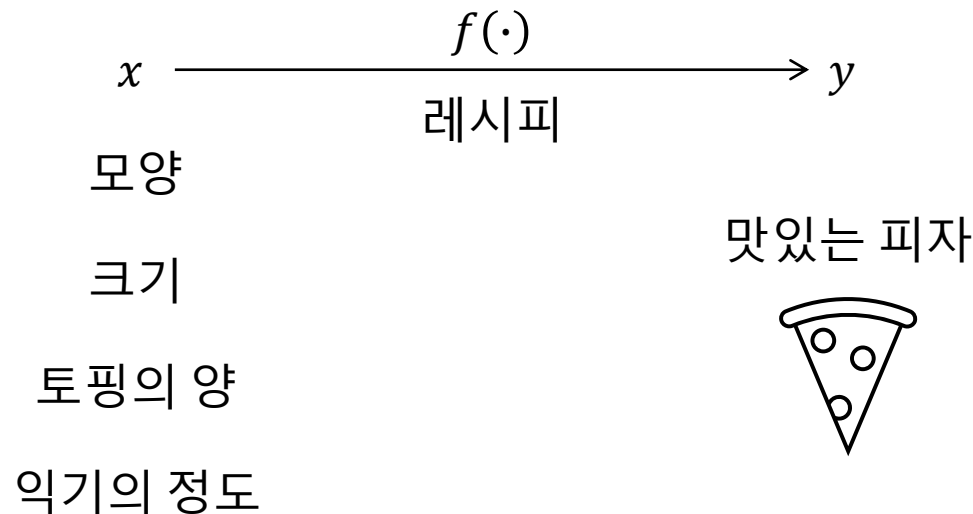 f(·)
x y
레시피
모양
맛있는 피자
크기
토핑의 양
익기의 정도